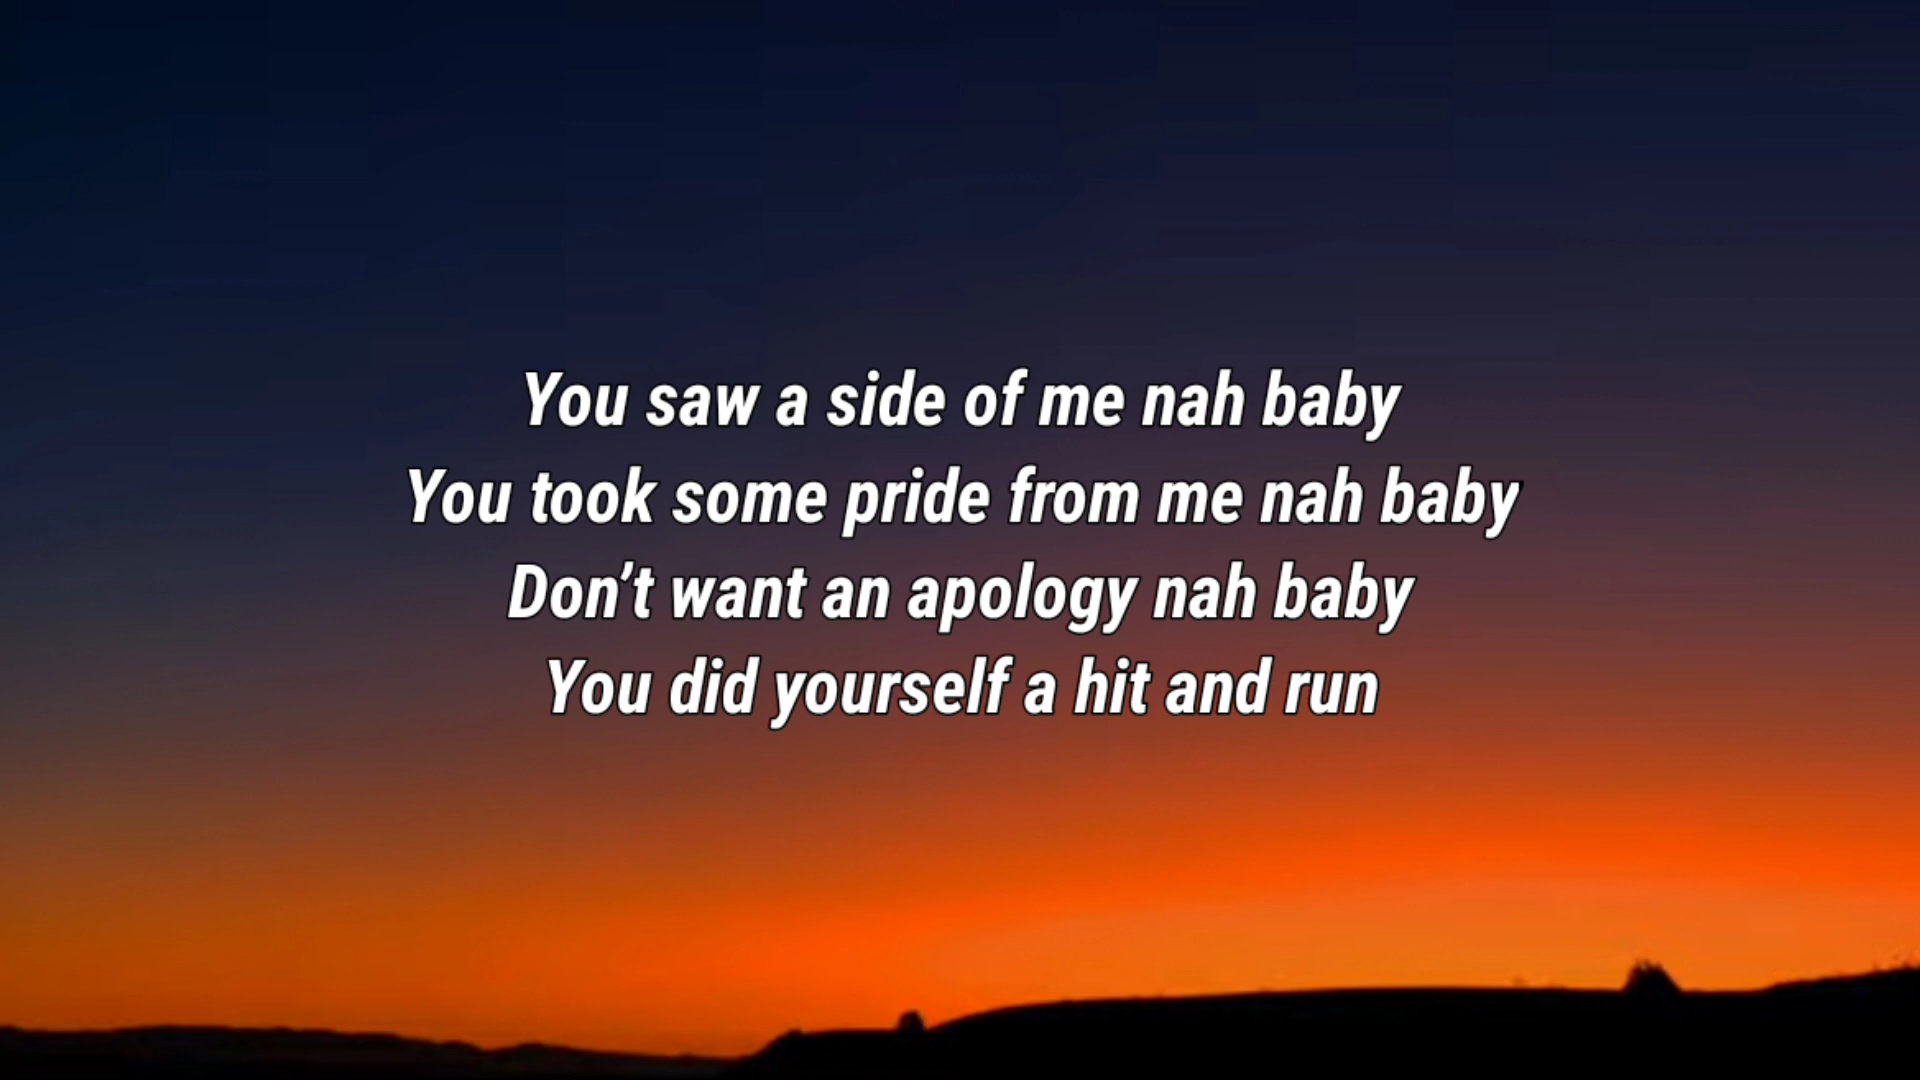 You saw a side of me nah baby
You took some pride from me nah baby
Don’t want an apology nah baby
You did yourself a hit and run